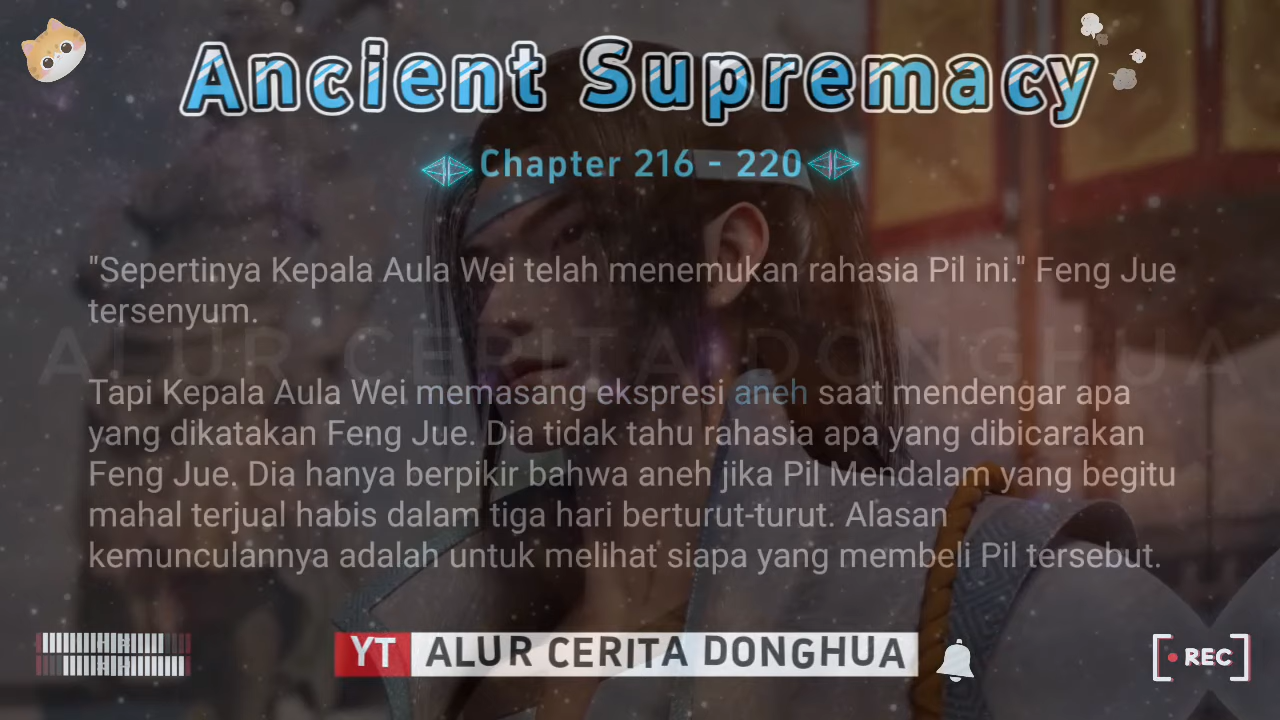 Ancient Supremacy
Chapter 216 - 220
"Sepertinya Kepala Aula Wei telah menemukan rahasia Pil ini." Feng Jue
tersenyum.
ALUR CERITA DONGHUA
Tapi Kepala Aula Wei memasang ekspresi aneh saat mendengar apa
yang dikatakan Feng Jue. Dia tidak tahu rahasia apa yang dibicarakan
Feng Jue. Dia hanya berpikir bahwa aneh jika Pil Mendalam yang begitu
mahal terjual habis dalam tiga hari berturut-turut. Alasan
kemunculannya adalah untuk melihat siapa yang membeli Pil tersebut.
YT ALUR CERITA DONGHUA
REC